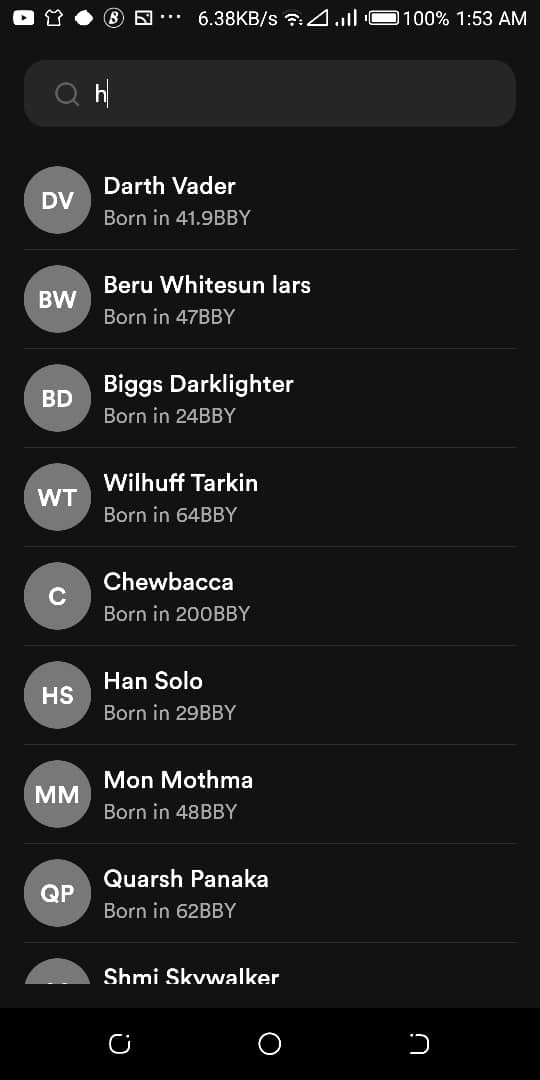 6.38KB/s 100% 1:53 AM
h
DV Darth Vader
Born in 41.9BBY
BW Beru Whitesun lars
Born in 47BBY
BD Biggs Darklighter
Born in 24BBY
WT Wilhuff Tarkin
Born in 64BBY
C Chewbacca
Born in 200BBY
HS Han Solo
Born in 29BBY
MM Mon Mothma
Born in 48BBY
QP Quarsh Panaka
Born in 62BBY
Shmi Skywalker